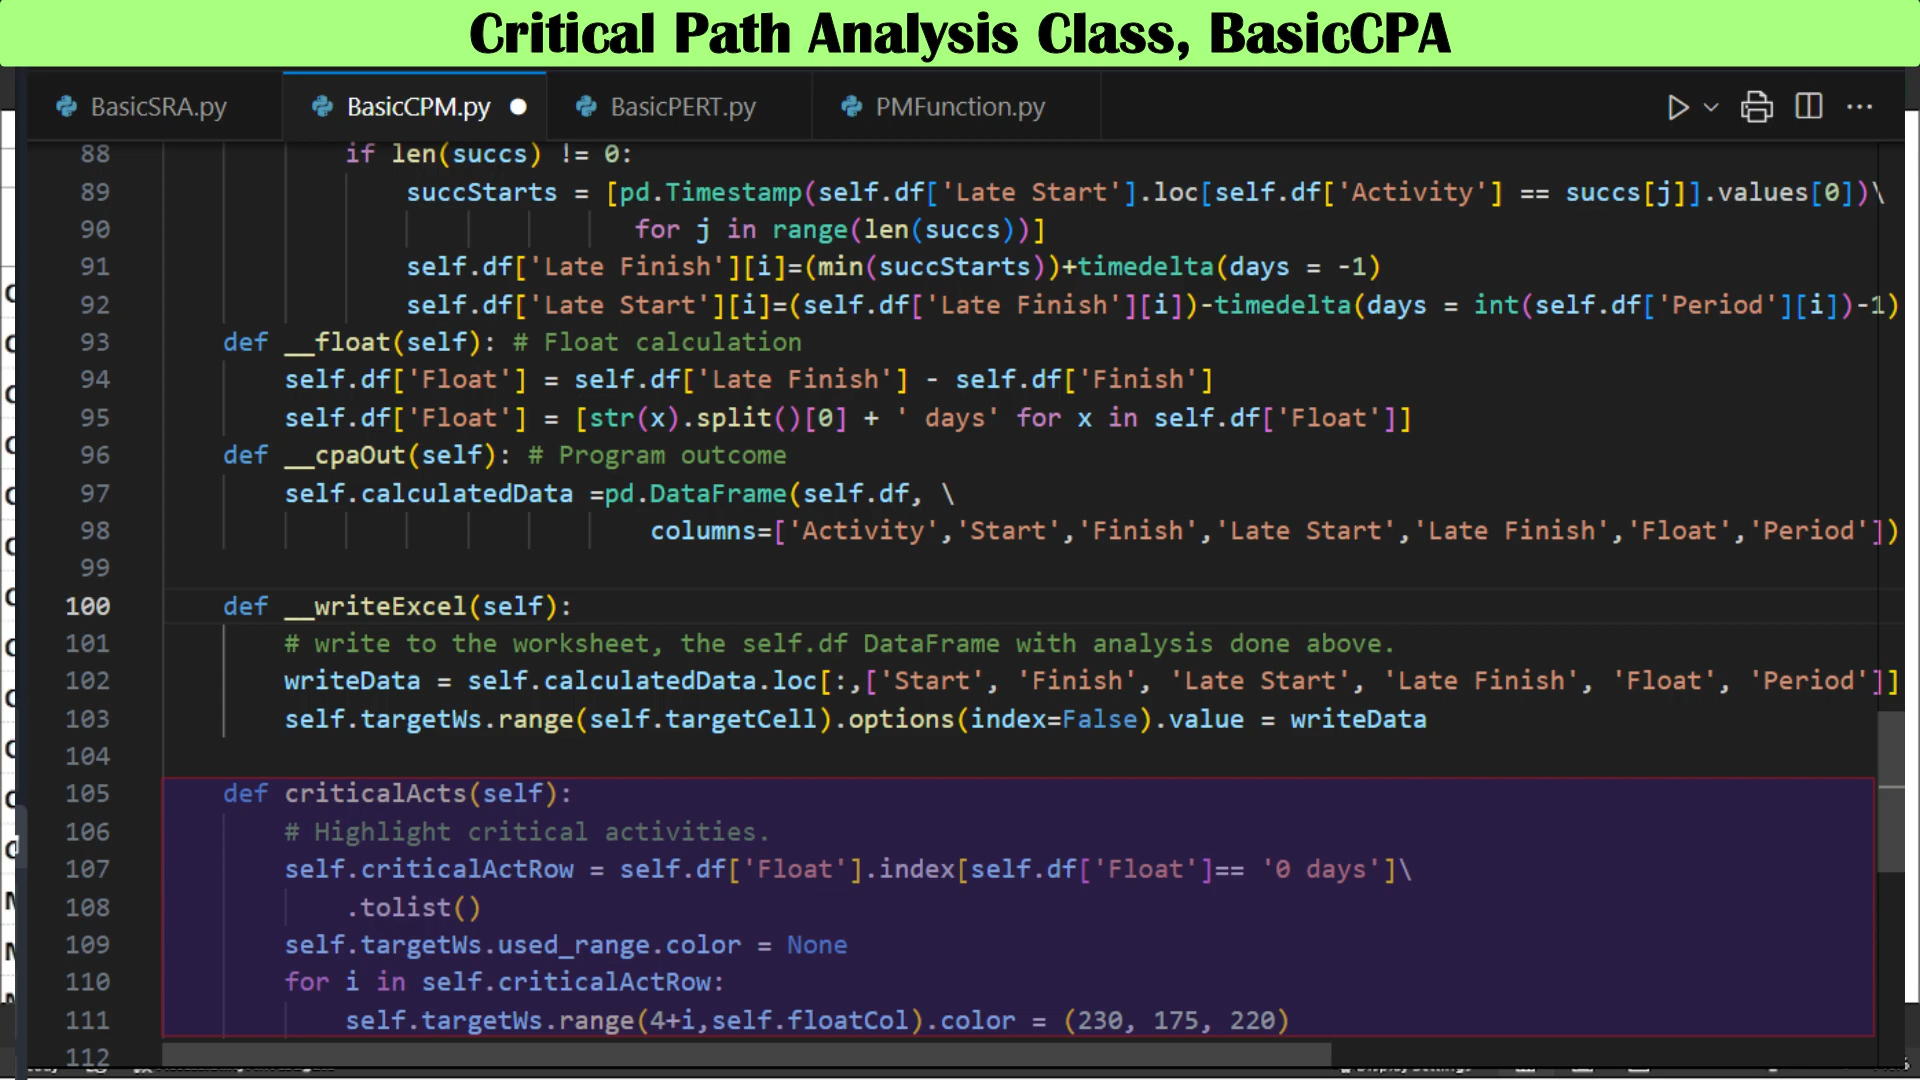 Critical Path Analysis Class, BasicCPA
BasicSRA.py BasicCPM.py BasicPERT.py PMFunction.py
88 if len(succs) != 0:
89 succStarts = [pd.Timestamp(self.df['Late Start'].loc[self.df['Activity'] == succs[j]].values[0])\
90 for j in range(len(succs))]
91 self.df['Late Finish'][i]=(min(succStarts))+timedelta(days = -1)
92 self.df['Late Start'][i]=(self.df['Late Finish'][i])-timedelta(days = int(self.df['Period'][i])-1)
93 def __float(self): # Float calculation
94 self.df['Float'] = self.df['Late Finish'] - self.df['Finish']
95 self.df['Float'] = [str(x).split()[0] + ' days' for x in self.df['Float']]
96 def __cpaOut(self): # Program outcome
97 self.calculatedData =pd.DataFrame(self.df, \
98 columns=['Activity','Start','Finish','Late Start','Late Finish','Float','Period'])
99
100 def __writeExcel(self):
101 # write to the worksheet, the self.df DataFrame with analysis done above.
102 writeData = self.calculatedData.loc[:,['Start', 'Finish', 'Late Start', 'Late Finish', 'Float', 'Period']]
103 self.targetWs.range(self.targetCell).options(index=False).value = writeData
104
105 def criticalActs(self):
106 # Highlight critical activities.
107 self.criticalActRow = self.df['Float'].index[self.df['Float']== '0 days']\
108 .tolist()
109 self.targetWs.used_range.color = None
110 for i in self.criticalActRow:
111 self.targetWs.range(4+i,self.floatCol).color = (230, 175, 220)
112